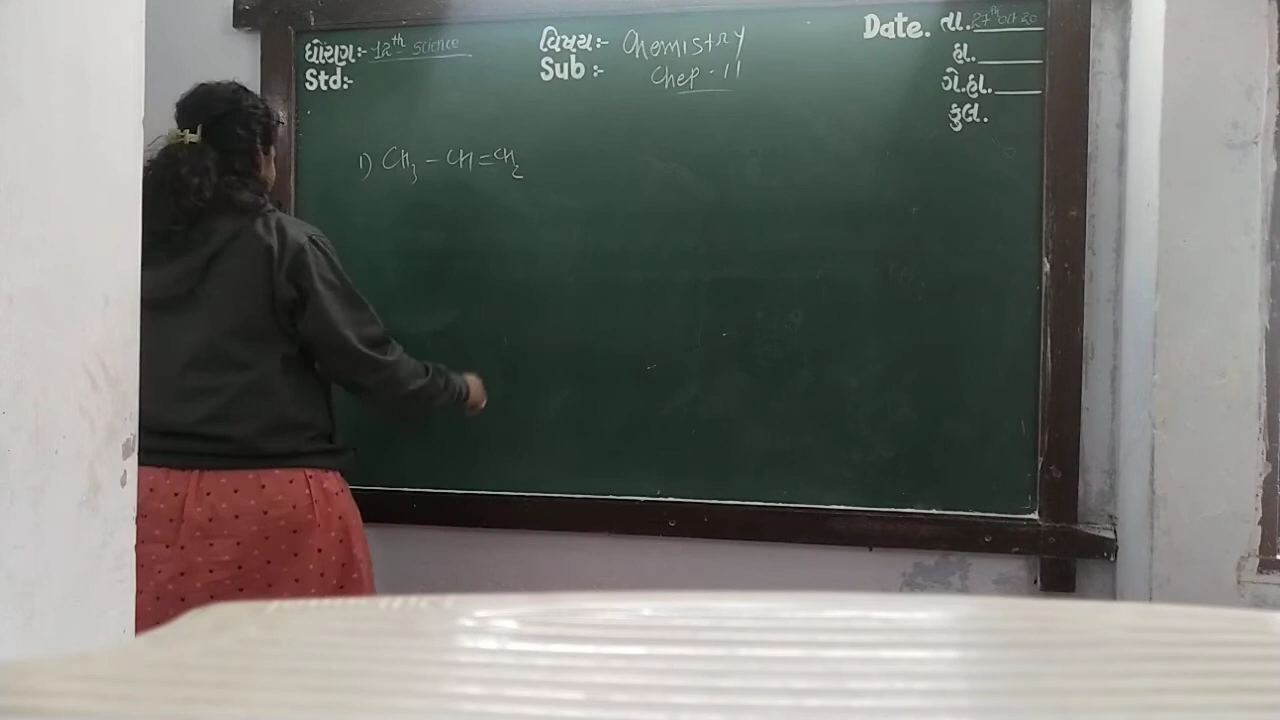 ધોરણ:- 12th - Science
Std:-
વિષય:- Chemistry
Sub :- Chep. 11
Date. તા. 27th oct 20
હા.
ગે.હા.
કુલ.
1) CH3 - CH = CH2